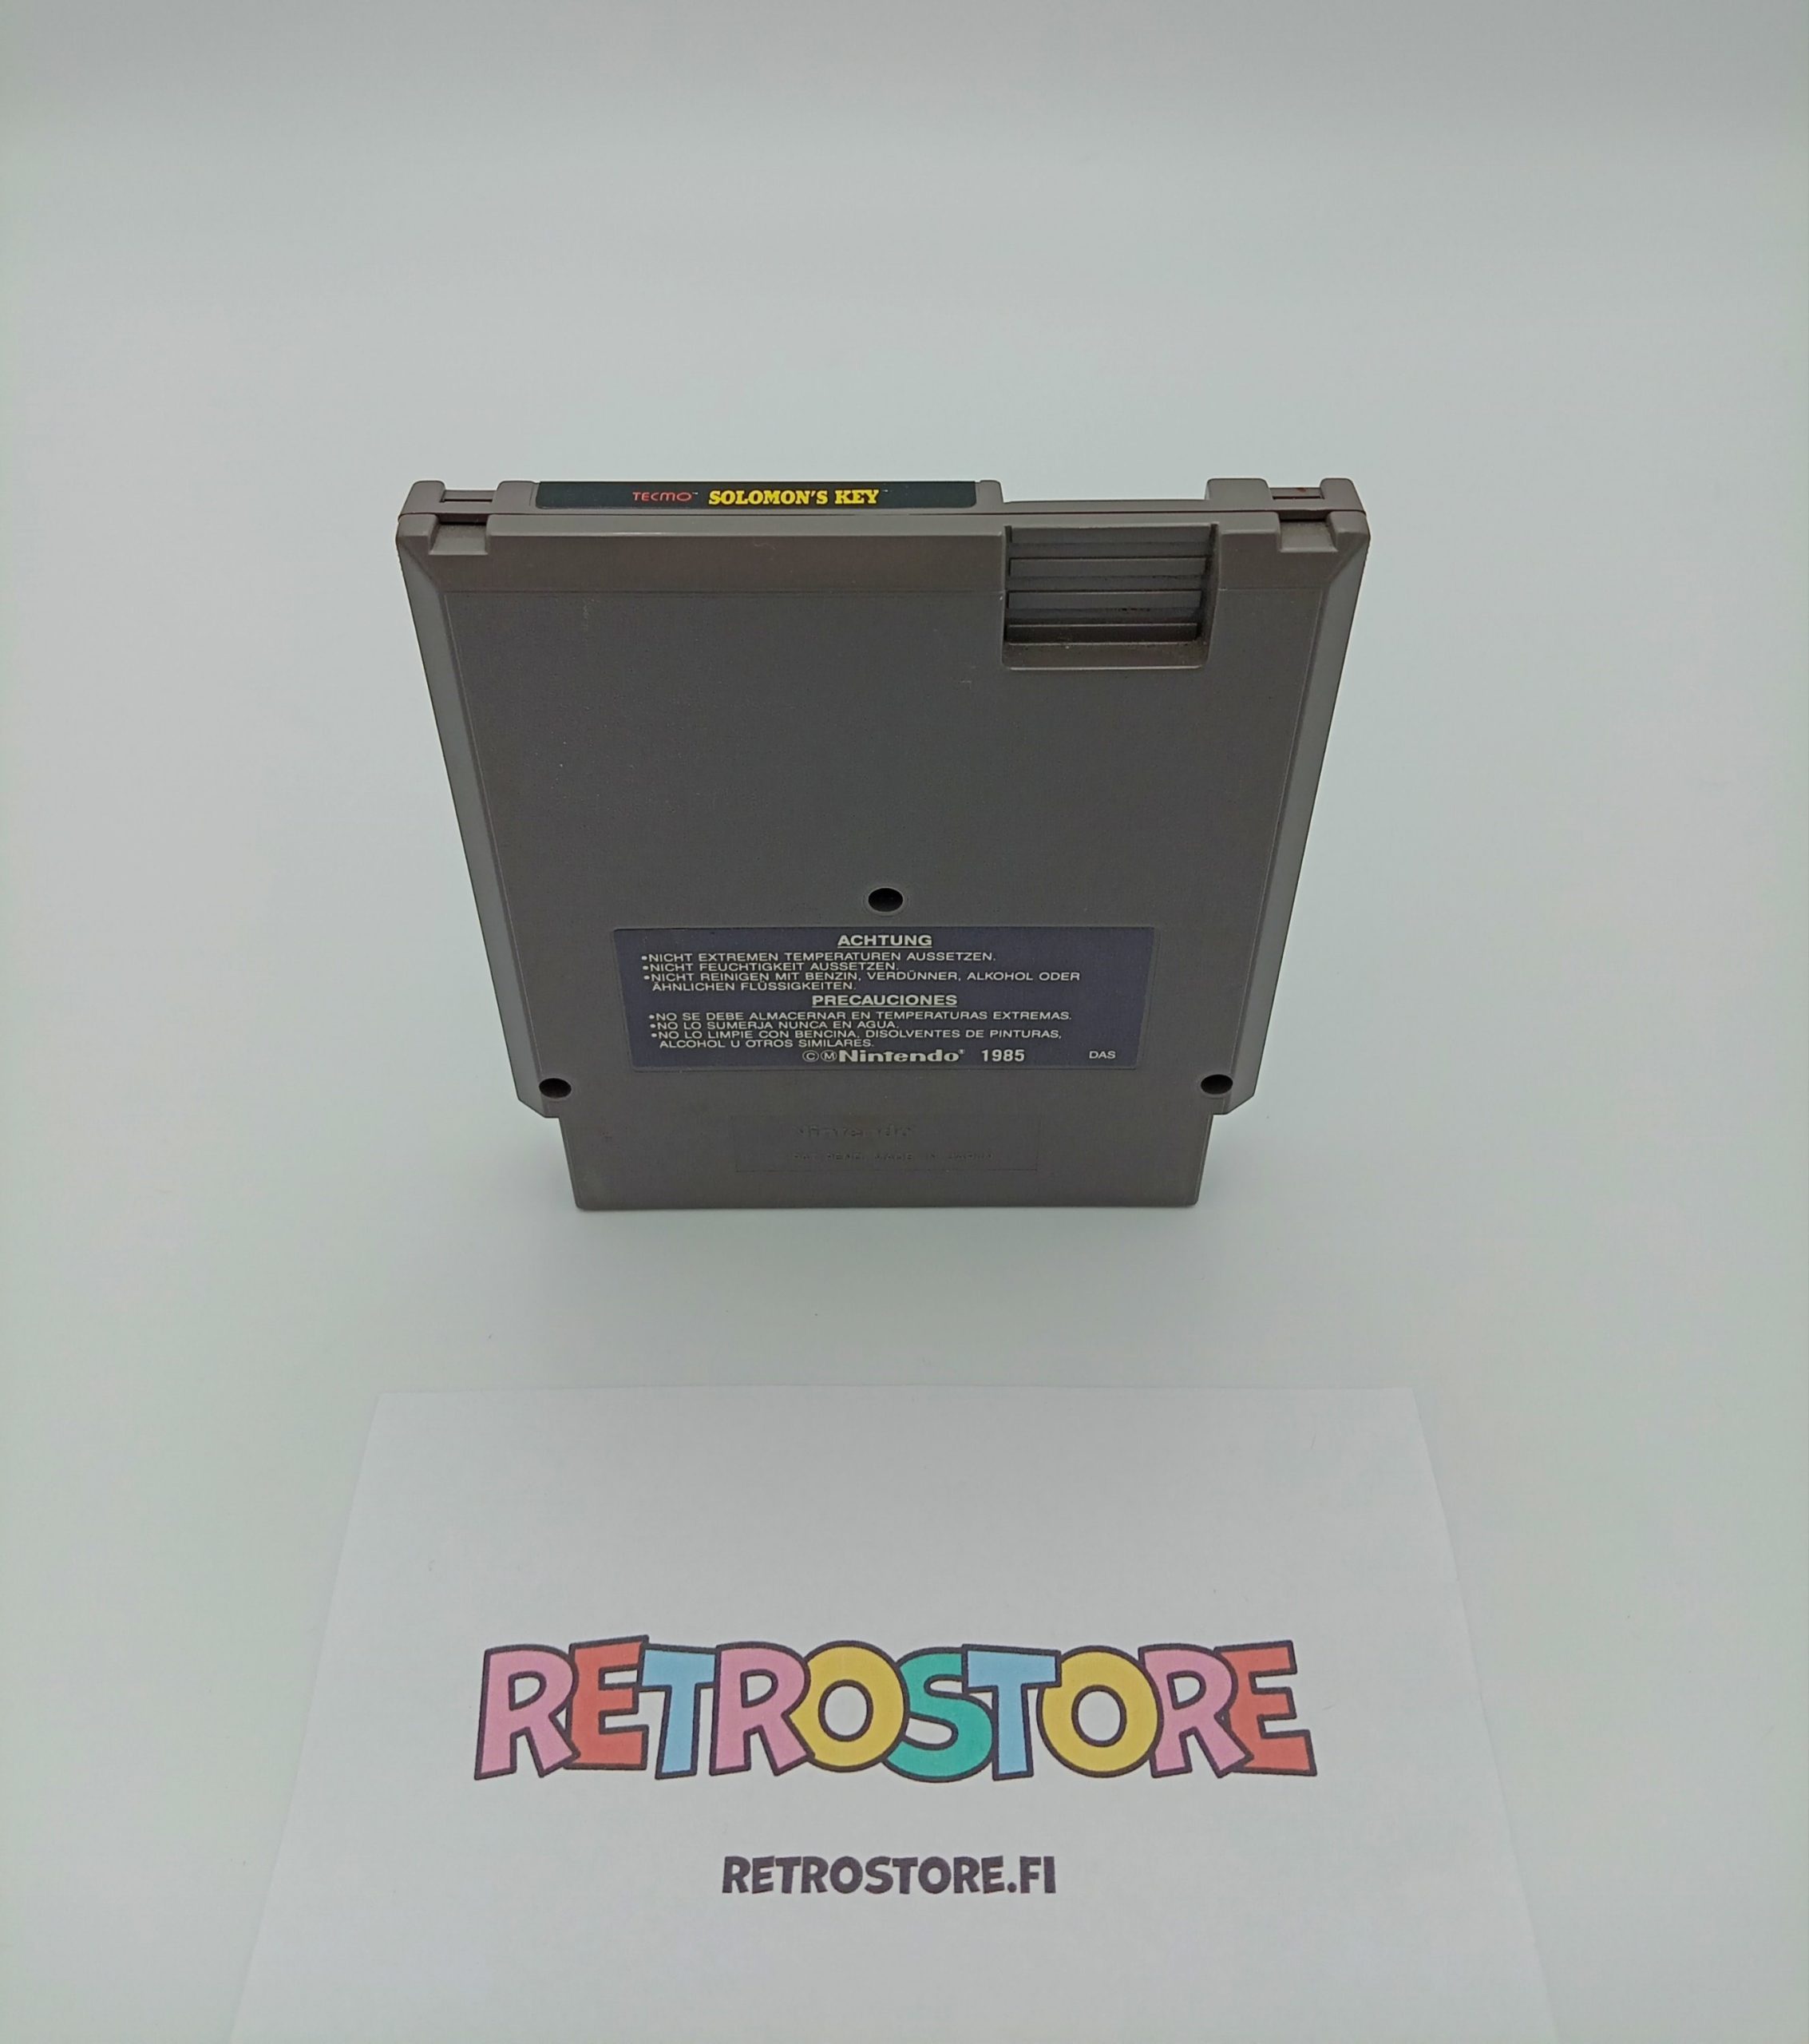 TECMO™ SOLOMON'S KEY™
ACHTUNG
•NICHT EXTREMEN TEMPERATUREN AUSSETZEN.
•NICHT FEUCHTIGKEIT AUSSETZEN.
•NICHT REINIGEN MIT BENZIN, VERDÜNNER, ALKOHOL ODER
ÄHNLICHEN FLÜSSIGKEITEN.
PRECAUCIONES
•NO SE DEBE ALMACERNAR EN TEMPERATURAS EXTREMAS.
•NO LO SUMERJA NUNCA EN AGUA.
•NO LO LIMPIE CON BENCINA, DISOLVENTES DE PINTURAS,
ALCOHOL U OTROS SIMILARES.
©Ⓜ Nintendo® 1985 DAS
RETROSTORE
RETROSTORE.FI